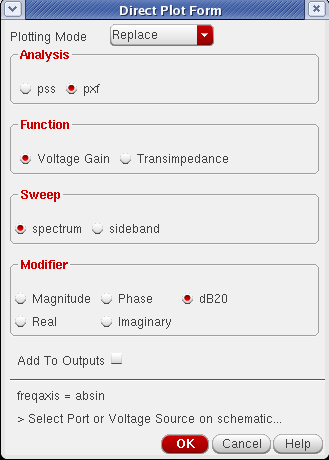 Direct Plot Form
Plotting Mode Replace
Analysis
pss pxf
Function
Voltage Gain Transimpedance
Sweep
spectrum sideband
Modifier
Magnitude Phase dB20
Real Imaginary
Add To Outputs
freqaxis = absin
> Select Port or Voltage Source on schematic...
OK Cancel Help